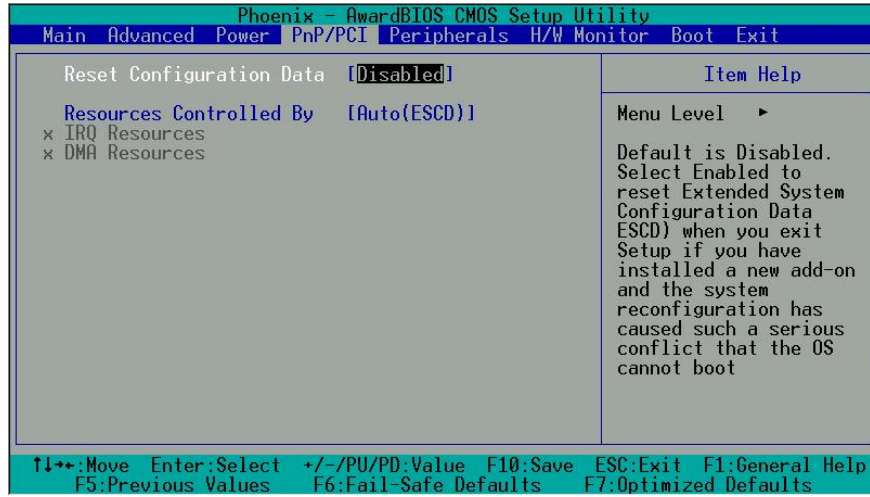 Phoenix - AwardBIOS CMOS Setup Utility
Main Advanced Power PnP/PCI Peripherals H/W Monitor Boot Exit
Reset Configuration Data [Disabled]
Resources Controlled By [Auto(ESCD)]
x IRQ Resources
x DMA Resources
Item Help
Menu Level ►
Default is Disabled.
Select Enabled to
reset Extended System
Configuration Data
ESCD) when you exit
Setup if you have
installed a new add-on
and the system
reconfiguration has
caused such a serious
conflict that the OS
cannot boot
↑↓→←:Move Enter:Select +/-/PU/PD:Value F10:Save ESC:Exit F1:General Help
F5:Previous Values F6:Fail-Safe Defaults F7:Optimized Defaults